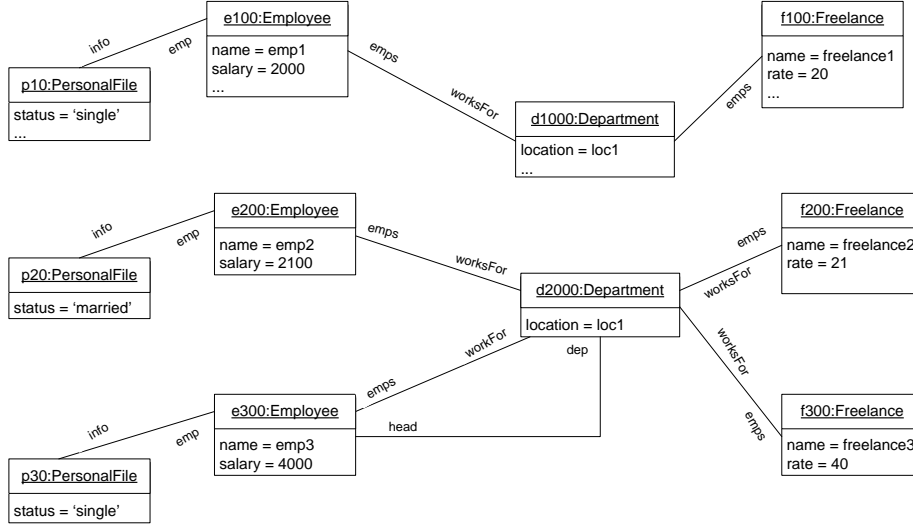 e100:Employee
name = emp1
salary = 2000
...
f100:Freelance
name = freelance1
rate = 20
...
info
emp
emps
worksFor
emps
p10:PersonalFile
status = ‘single’
...
d1000:Department
location = loc1
...
e200:Employee
name = emp2
salary = 2100
f200:Freelance
name = freelance2
rate = 21
info
emp
emps
worksFor
emps
worksFor
p20:PersonalFile
status = ‘married’
d2000:Department
location = loc1
workFor
dep
worksFor
emps
e300:Employee
name = emp3
salary = 4000
head
emps
f300:Freelance
name = freelance3
rate = 40
info
emp
p30:PersonalFile
status = ‘single’